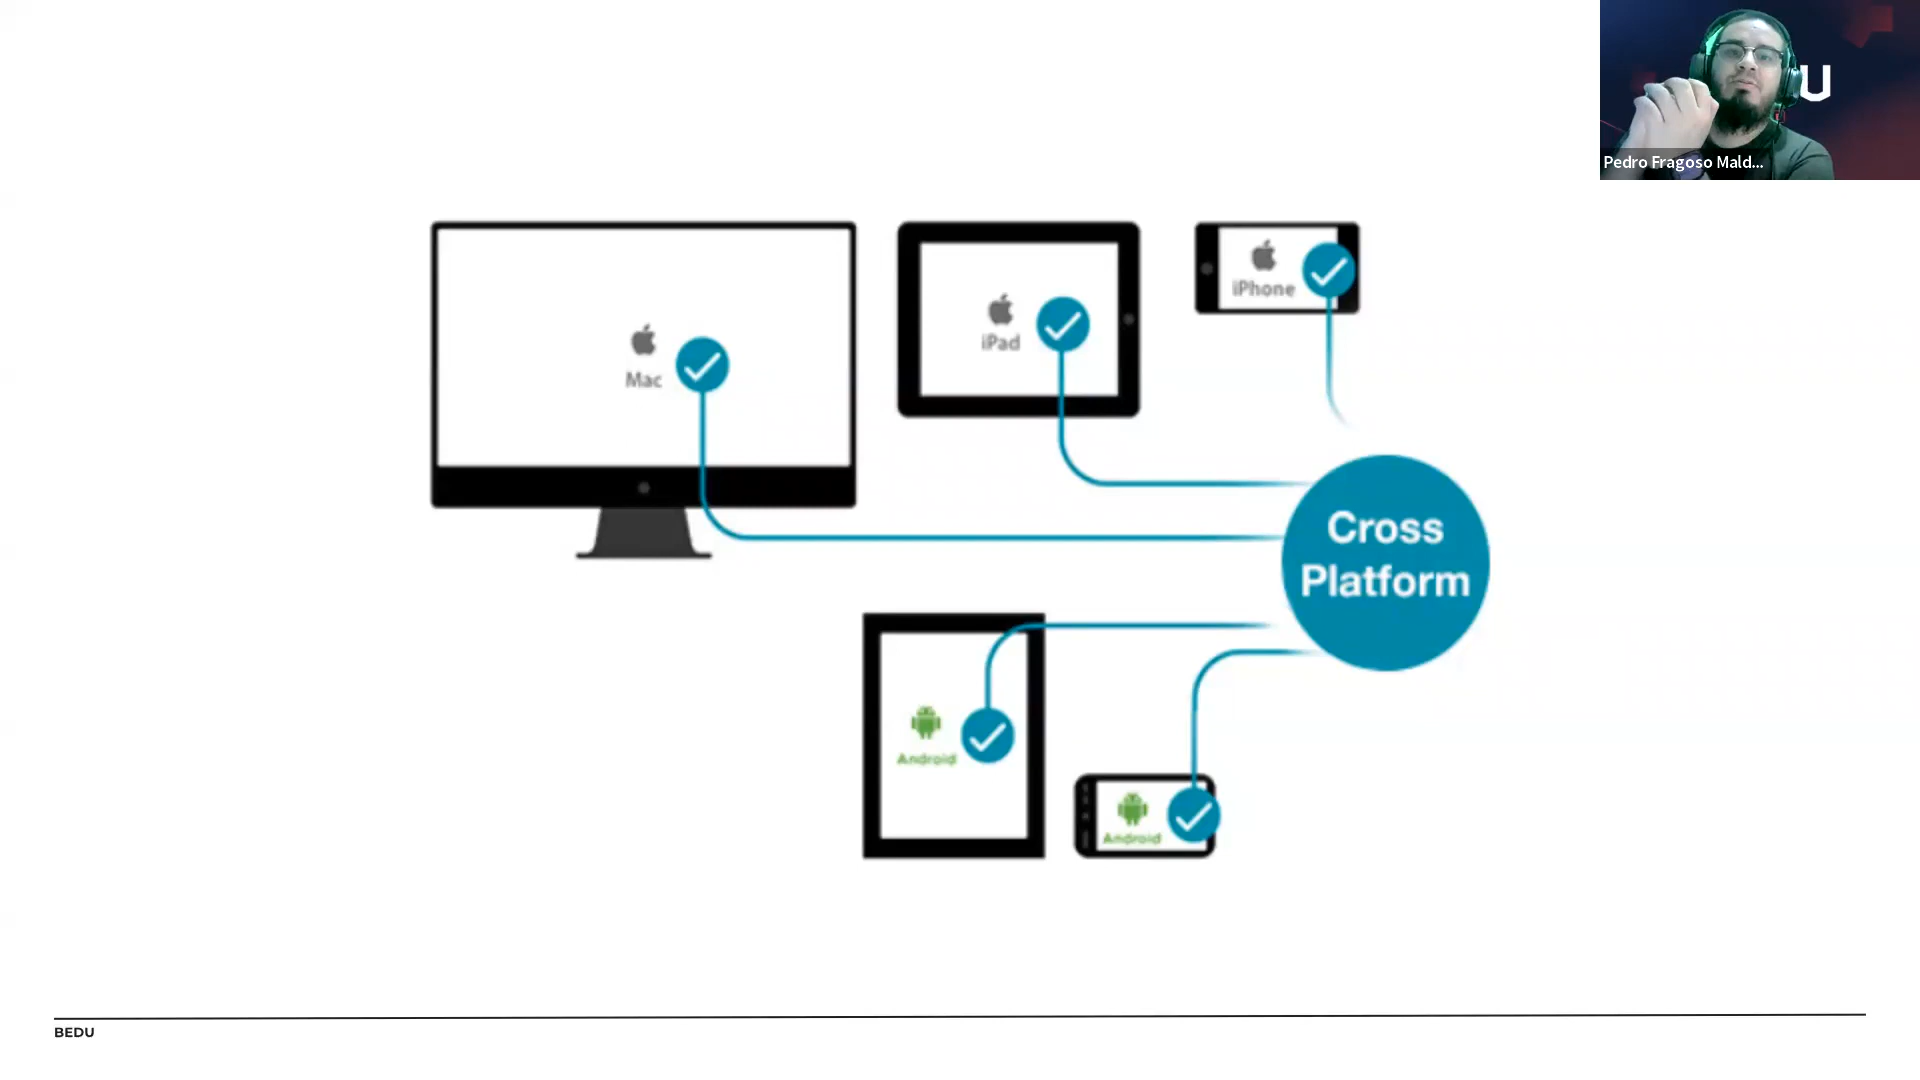 U
Pedro Fragoso Mald...
iPhone
iPad
Mac
Cross
Platform
Android
Android
BEDU